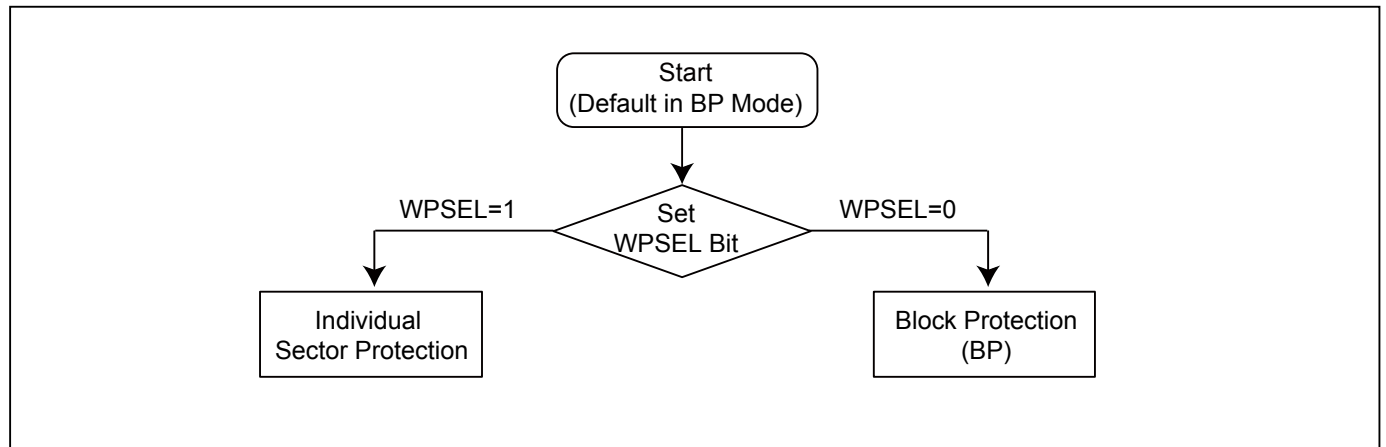 Start
(Default in BP Mode)
WPSEL=1
Set
WPSEL Bit
WPSEL=0
Individual
Sector Protection
Block Protection
(BP)